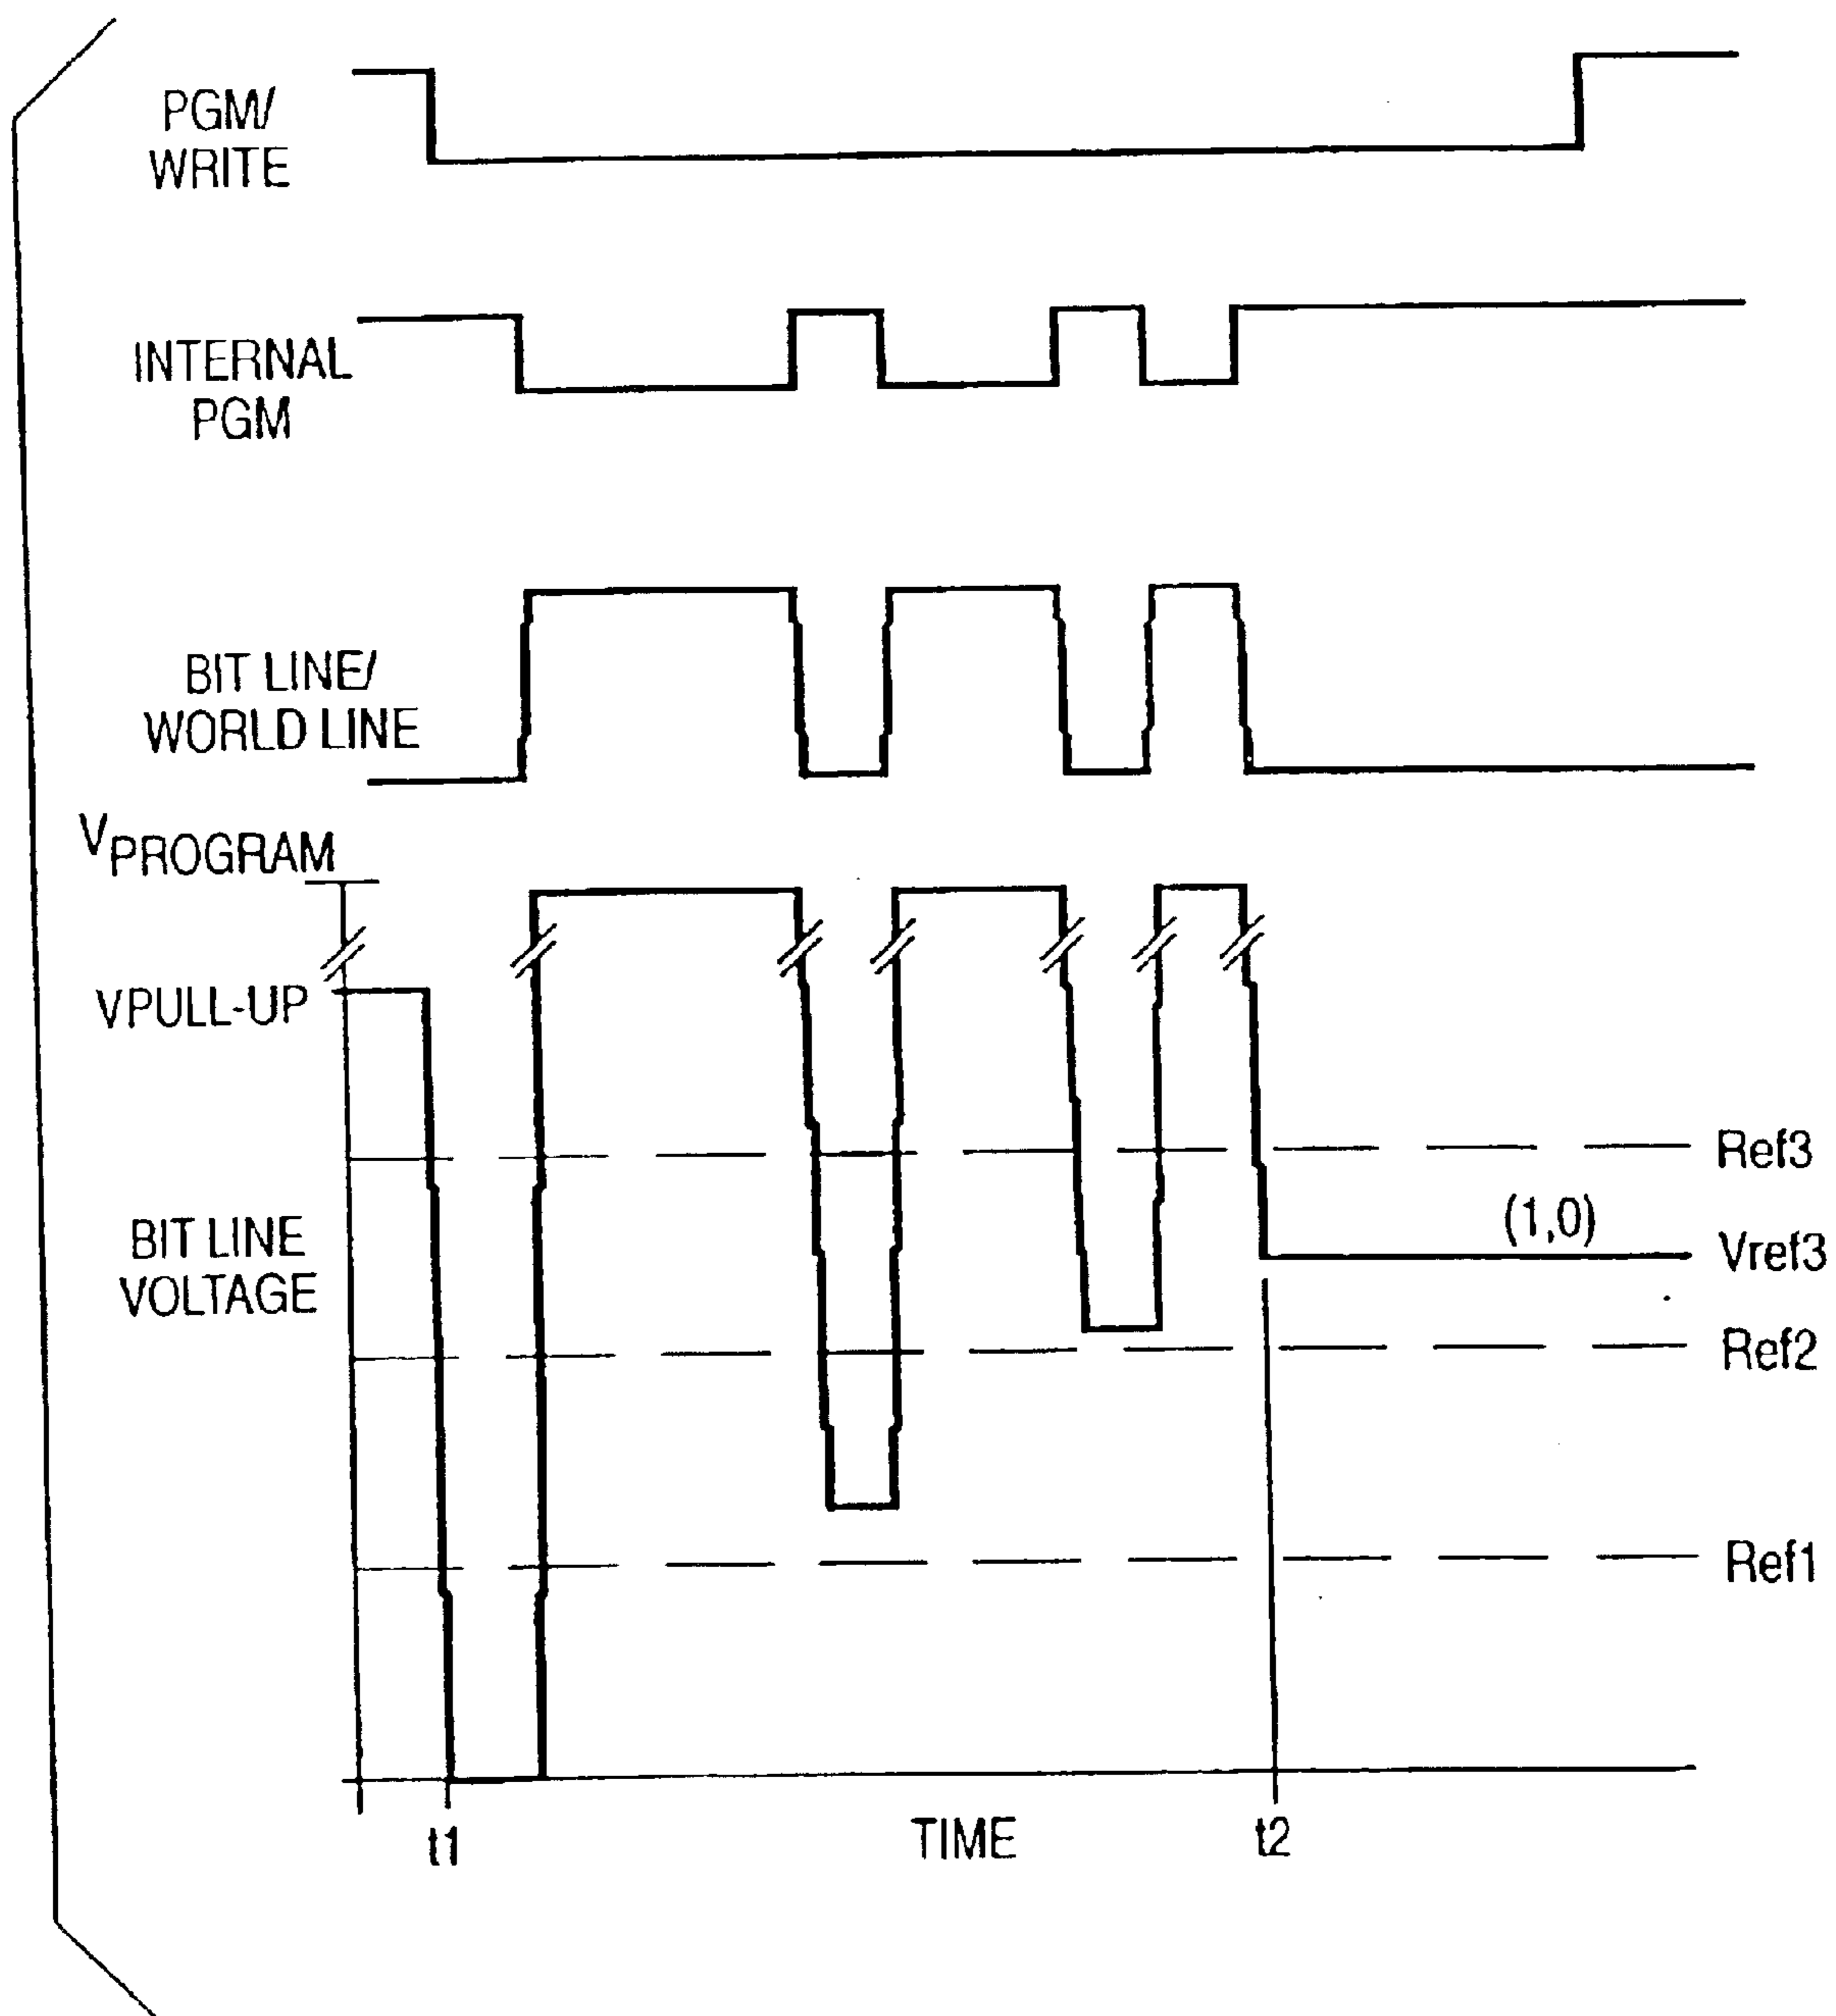 PGM/
WRITE
INTERNAL
PGM
BIT LINE/
WORLD LINE
VPROGRAM
VPULL-UP
Ref3
(1,0)
BIT LINE
VOLTAGE
Vref3
Ref2
Ref1
t1
TIME
t2